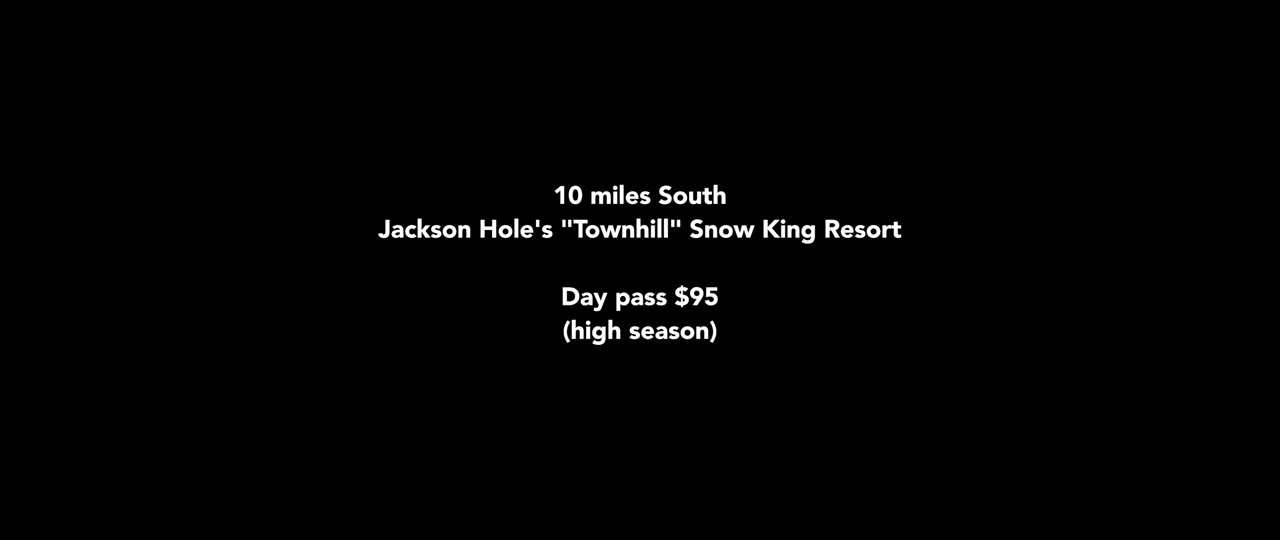 10 miles South
Jackson Hole's "Townhill" Snow King Resort
Day pass $95
(high season)